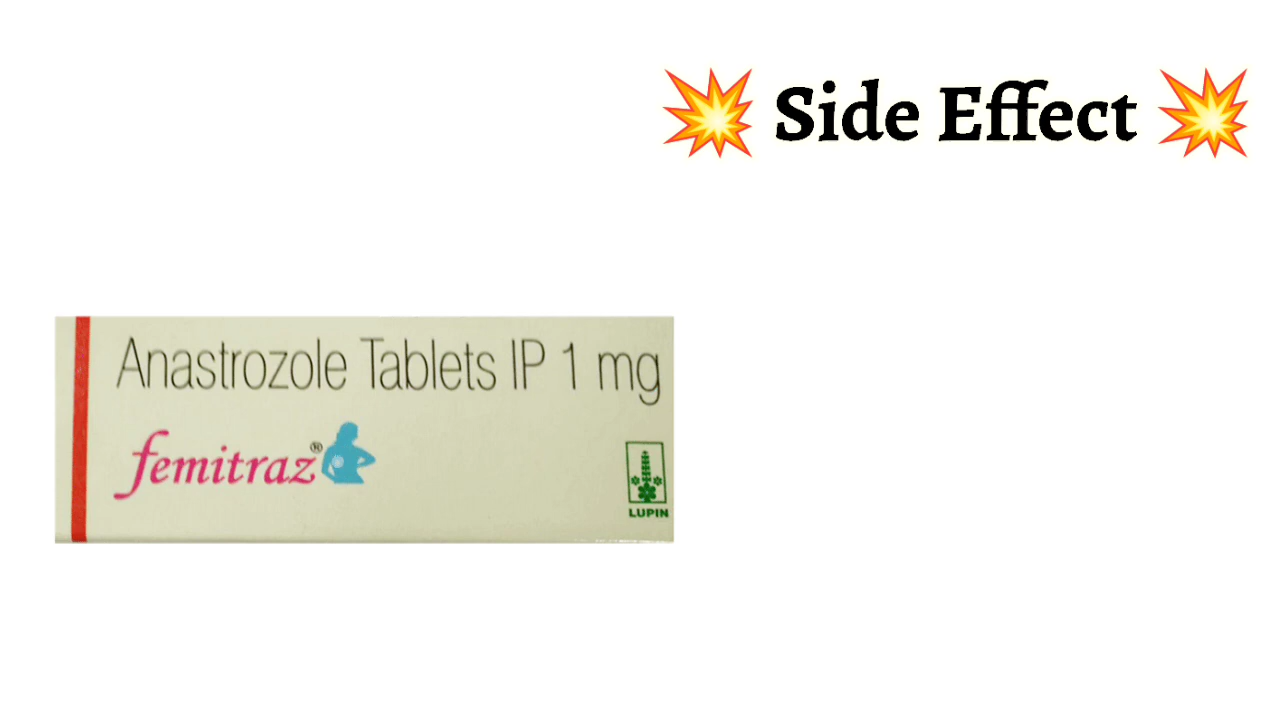 💥 Side Effect 💥
Anastrozole Tablets IP 1 mg
femitraz®
LUPIN